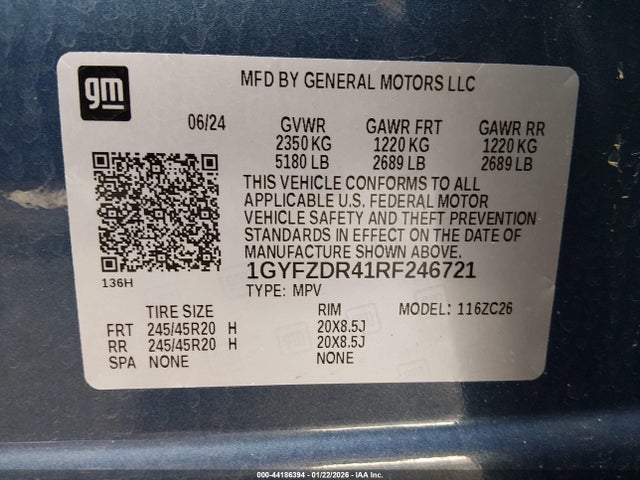 gm
MFD BY GENERAL MOTORS LLC
06/24 GVWR GAWR FRT GAWR RR
2350 KG 1220 KG 1220 KG
5180 LB 2689 LB 2689 LB
THIS VEHICLE CONFORMS TO ALL
APPLICABLE U.S. FEDERAL MOTOR
VEHICLE SAFETY AND THEFT PREVENTION
STANDARDS IN EFFECT ON THE DATE OF
MANUFACTURE SHOWN ABOVE.
136H
1GYFZDR41RF246721
TYPE: MPV
TIRE SIZE RIM MODEL: 116ZC26
FRT 245/45R20 H 20X8.5J
RR 245/45R20 H 20X8.5J
SPA NONE NONE
000-44186394 - 01/22/2026 - IAA Inc.